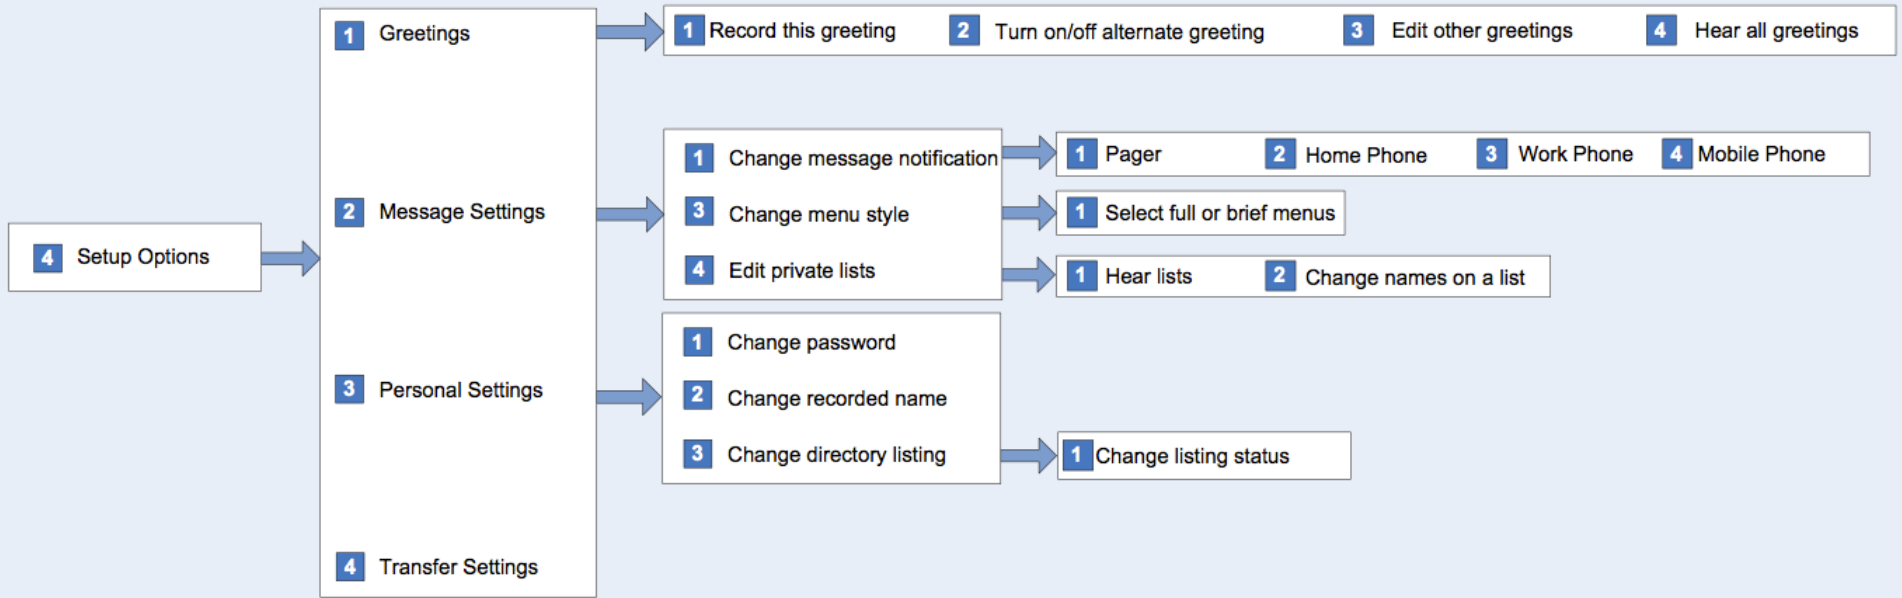 4 Setup Options
1 Greetings
2 Message Settings
3 Personal Settings
4 Transfer Settings
1 Record this greeting 2 Turn on/off alternate greeting 3 Edit other greetings 4 Hear all greetings
1 Change message notification
3 Change menu style
4 Edit private lists
1 Pager 2 Home Phone 3 Work Phone 4 Mobile Phone
1 Select full or brief menus
1 Hear lists 2 Change names on a list
1 Change password
2 Change recorded name
3 Change directory listing
1 Change listing status